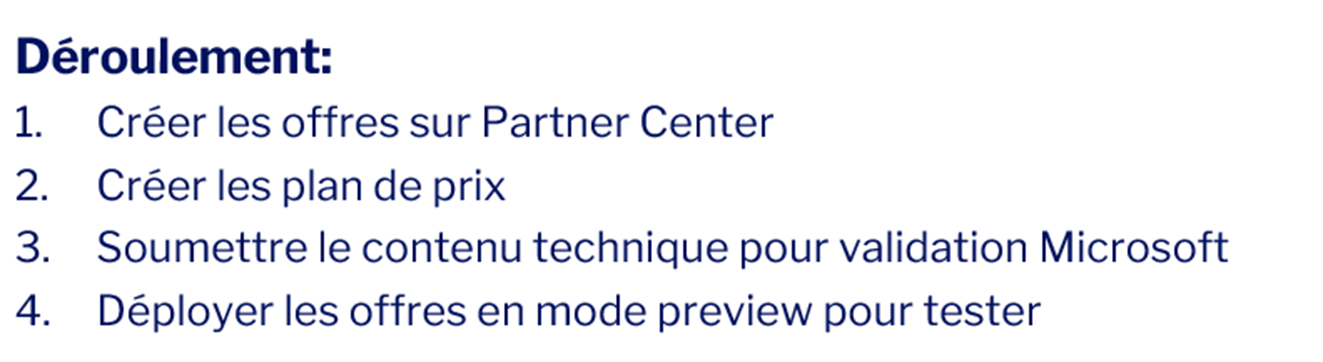 Déroulement:
1. Créer les offres sur Partner Center
2. Créer les plan de prix
3. Soumettre le contenu technique pour validation Microsoft
4. Déployer les offres en mode preview pour tester